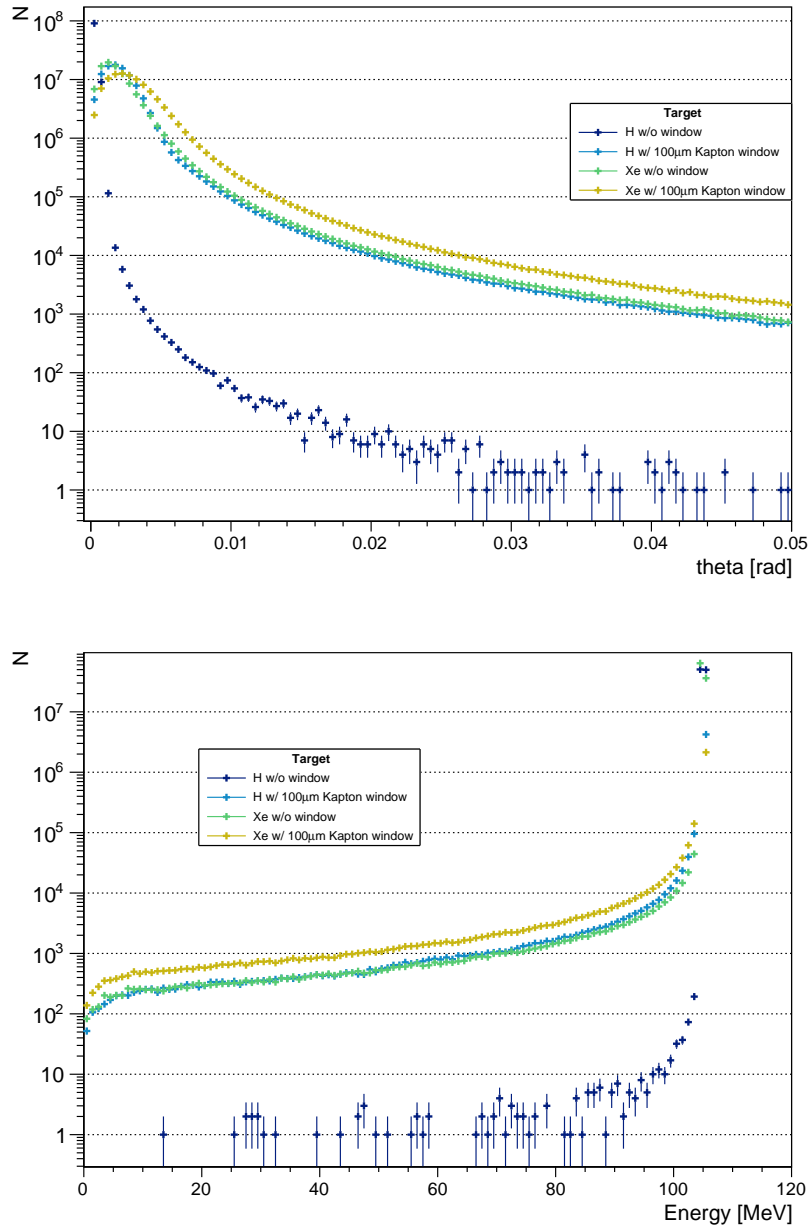 N
10⁸
10⁷
10⁶
10⁵
10⁴
10³
10²
10
1
Target
H w/o window
H w/ 100μm Kapton window
Xe w/o window
Xe w/ 100μm Kapton window
0 0.01 0.02 0.03 0.04 0.05
theta [rad]
N
10⁷
10⁶
10⁵
10⁴
10³
10²
10
1
Target
H w/o window
H w/ 100μm Kapton window
Xe w/o window
Xe w/ 100μm Kapton window
0 20 40 60 80 100 120
Energy [MeV]